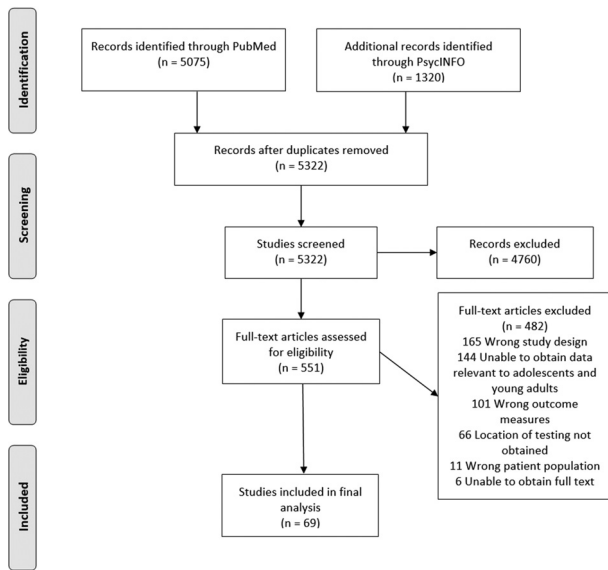 Identification
Records identified through PubMed
(n = 5075)
Additional records identified
through PsycINFO
(n = 1320)
Records after duplicates removed
(n = 5322)
Screening
Studies screened
(n = 5322)
Records excluded
(n = 4760)
Eligibility
Full-text articles assessed
for eligibility
(n = 551)
Full-text articles excluded
(n = 482)
165 Wrong study design
144 Unable to obtain data
relevant to adolescents and
young adults
101 Wrong outcome
measures
66 Location of testing not
obtained
11 Wrong patient population
6 Unable to obtain full text
Included
Studies included in final
analysis
(n = 69)